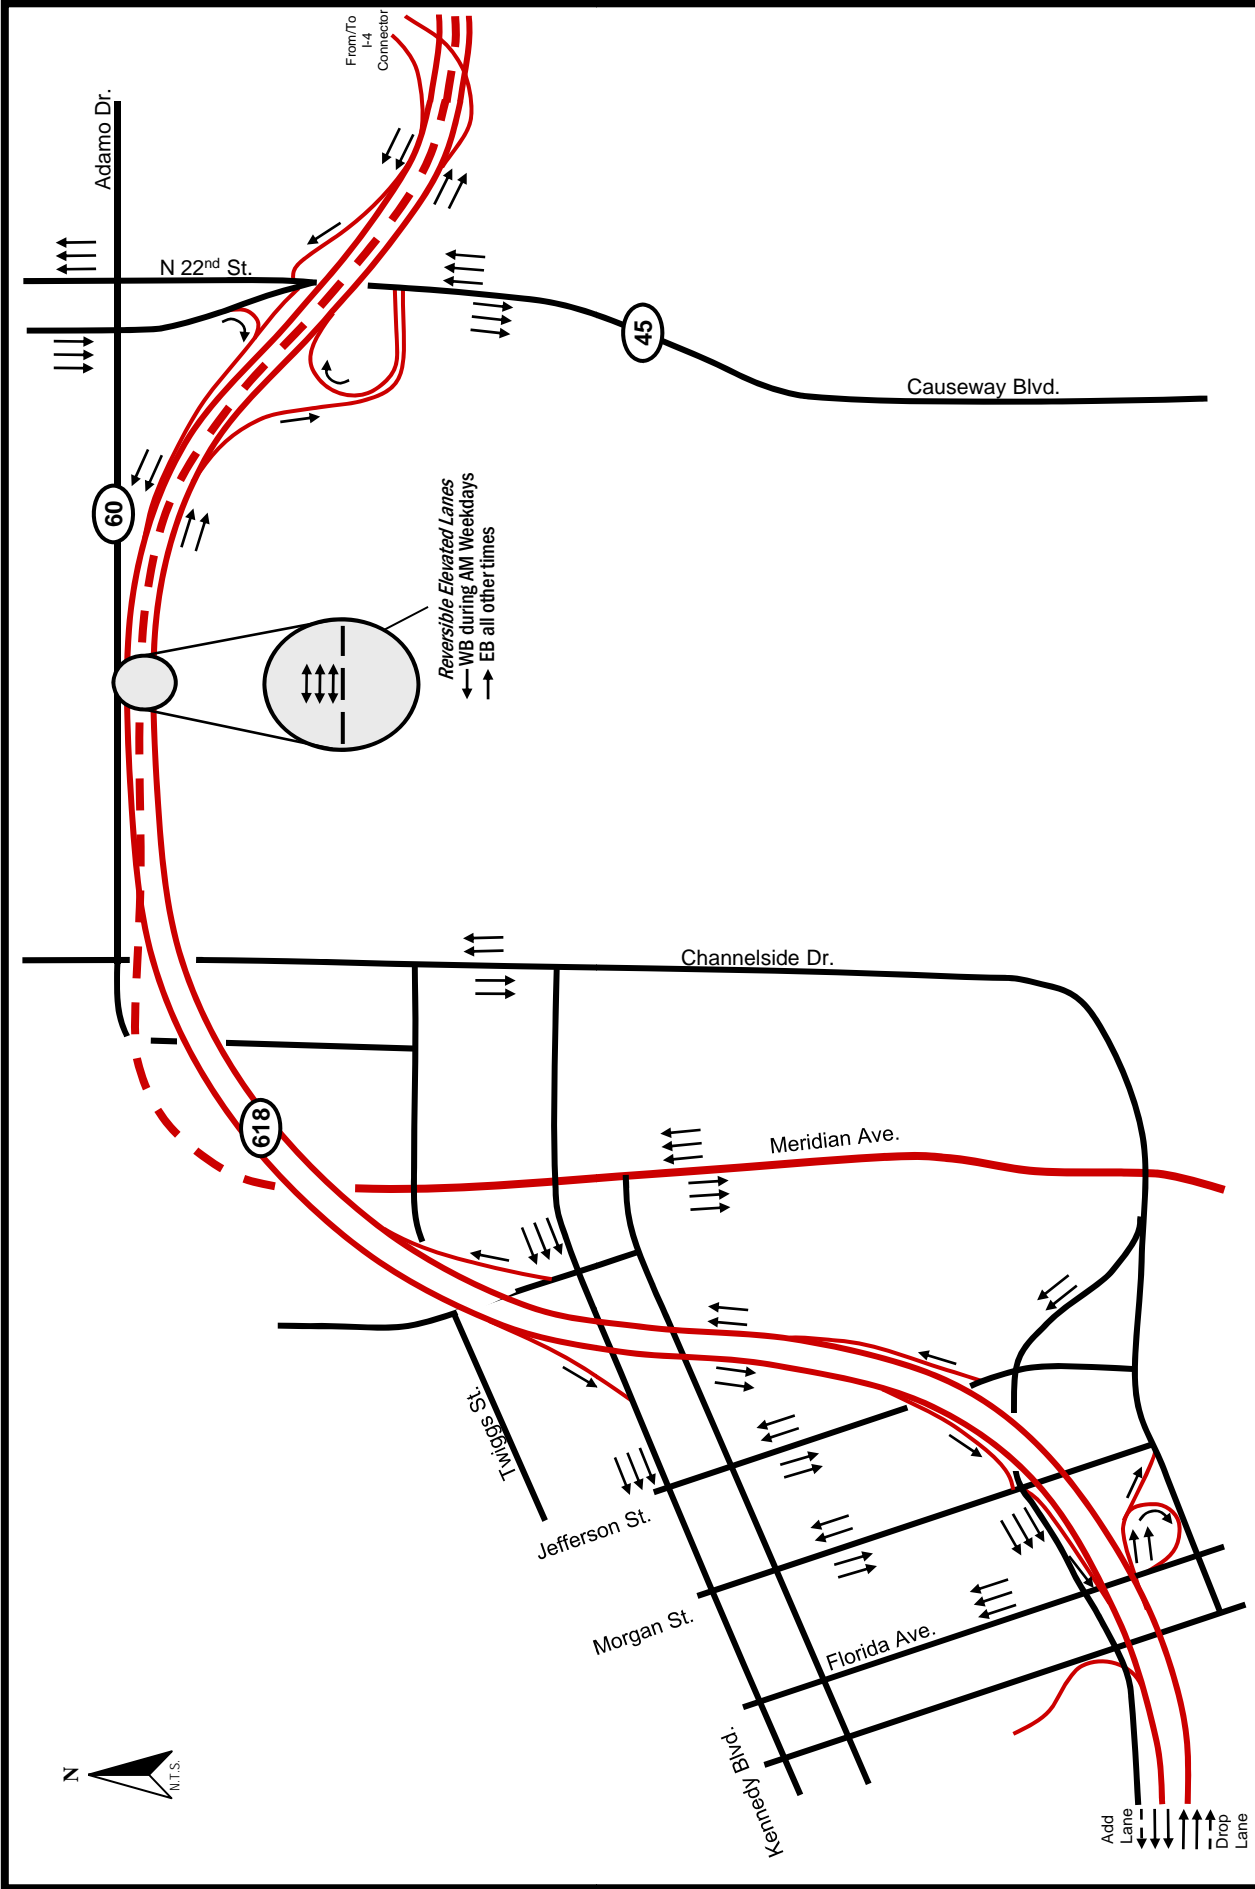 From/To
I-4
Connector
Adamo Dr.
N 22nd St.
45
Causeway Blvd.
60
Reversible Elevated Lanes
WB during AM Weekdays
EB all other times
Channelside Dr.
618
Meridian Ave.
Twiggs St.
Jefferson St.
Morgan St.
Florida Ave.
Kennedy Blvd.
N
N.T.S.
Add
Lane
Drop
Lane